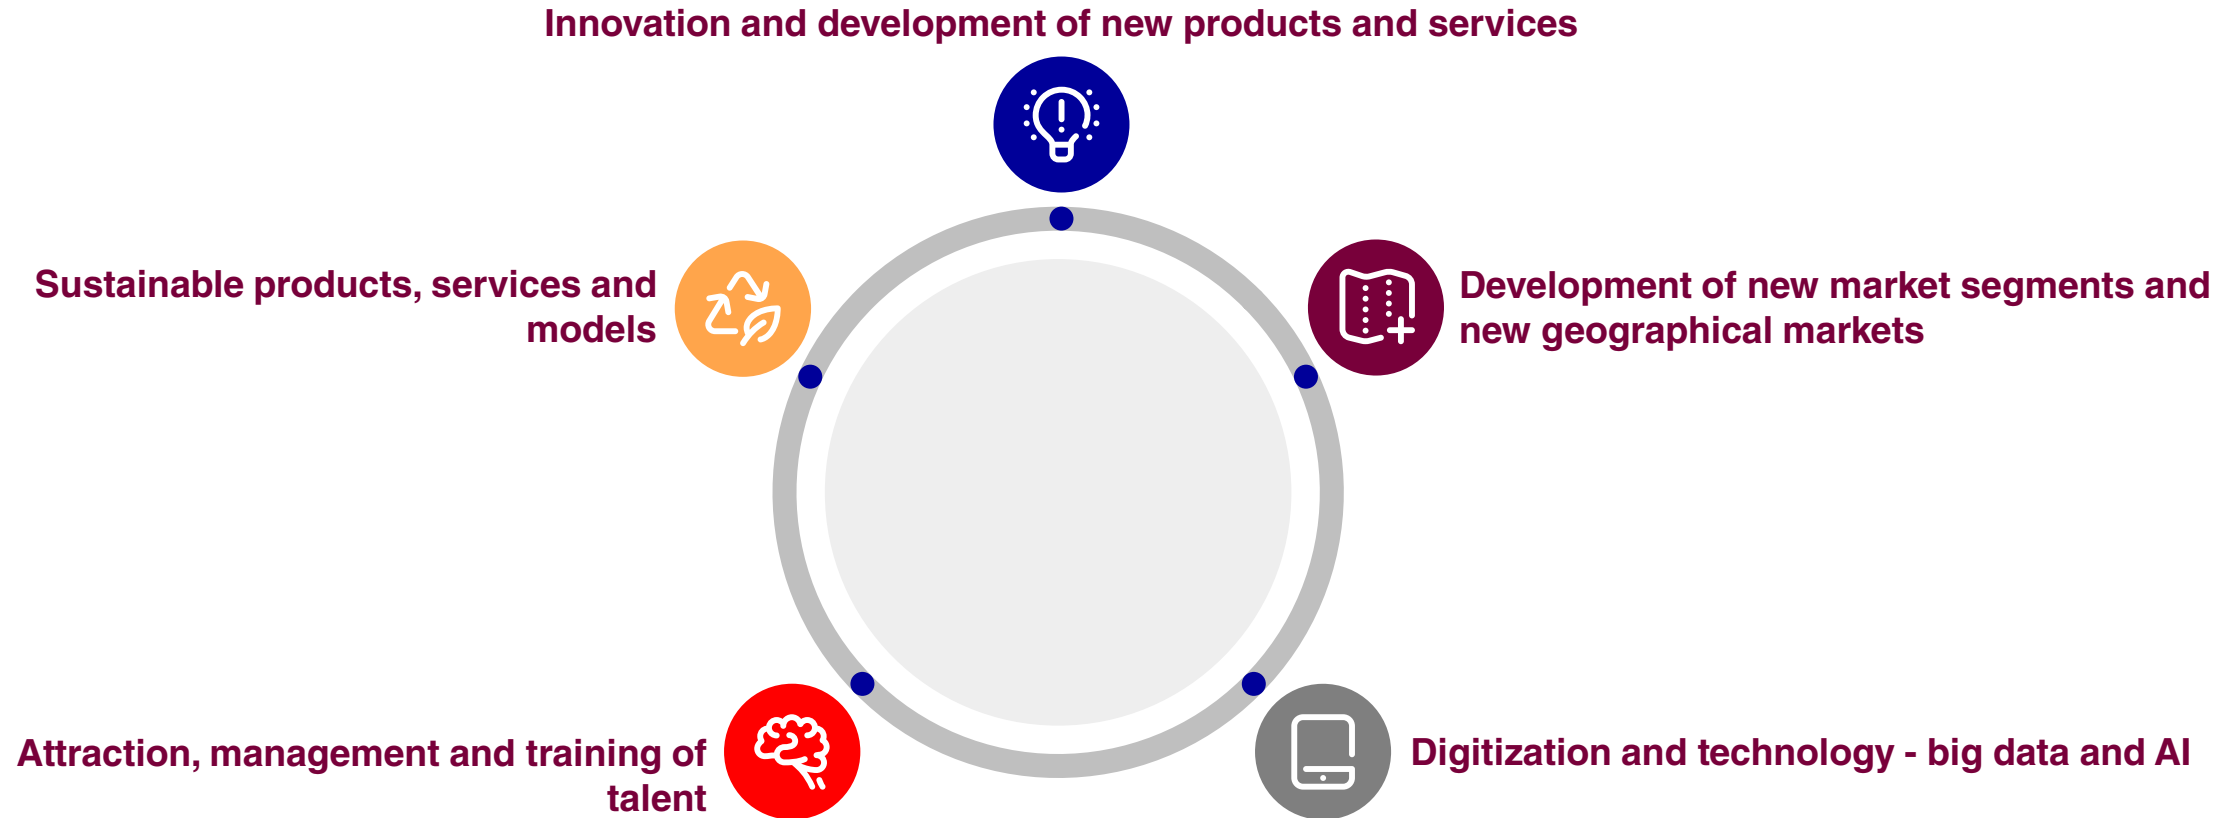 Innovation and development of new products and services
Sustainable products, services and
models
Development of new market segments and
new geographical markets
Attraction, management and training of
talent
Digitization and technology - big data and AI